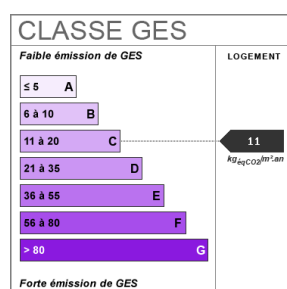 CLASSE GES
Faible émission de GES
LOGEMENT
≤ 5 A
6 à 10 B
11 à 20 C
11
kgéqCO2/m².an
21 à 35 D
36 à 55 E
56 à 80 F
> 80 G
Forte émission de GES